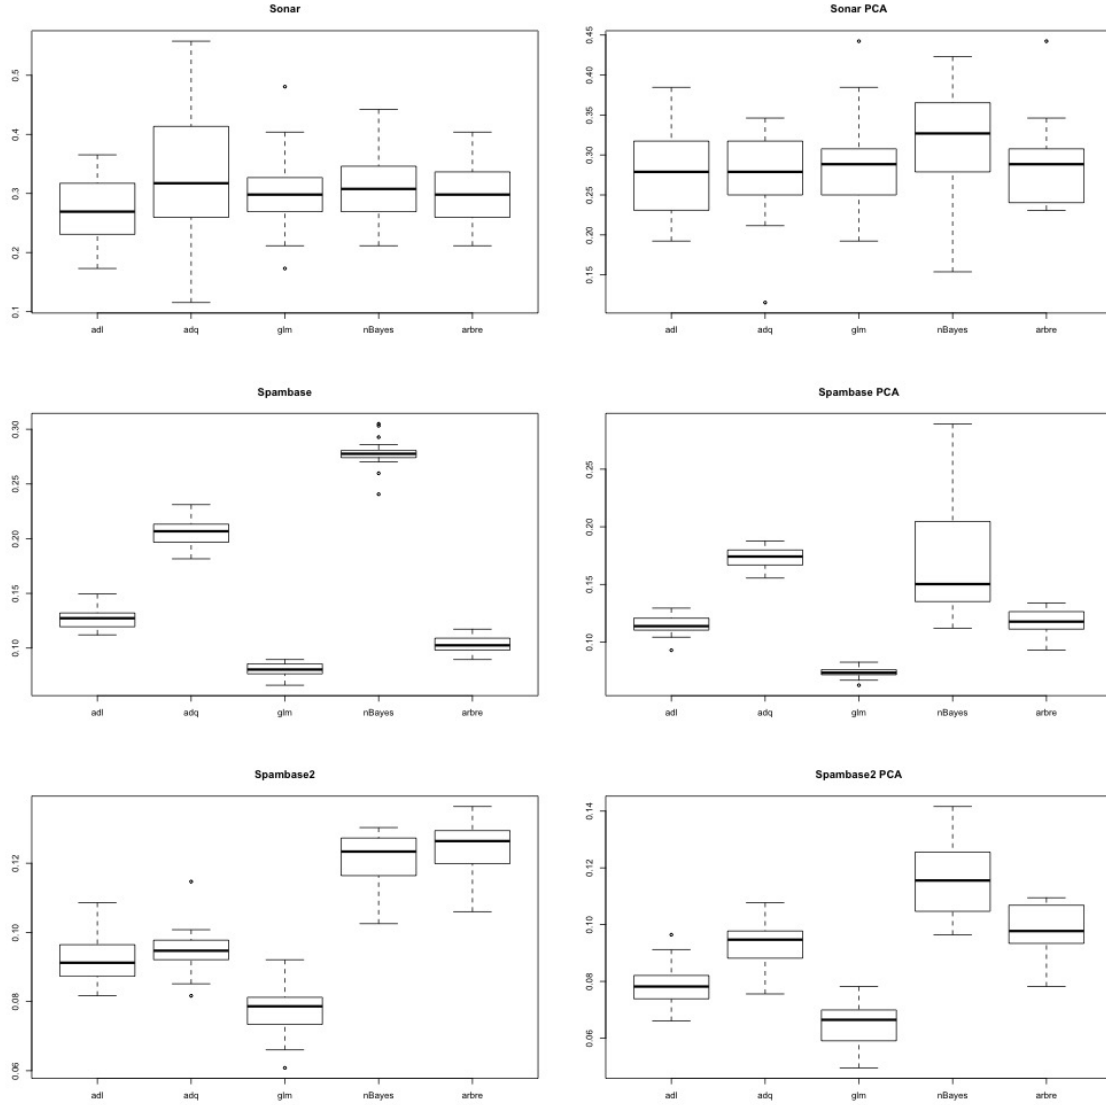 Sonar
0.5
0.4
0.3
0.2
0.1
adl adq glm nBayes arbre
Sonar PCA
0.45
0.40
0.35
0.30
0.25
0.20
0.15
adl adq glm nBayes arbre
Spambase
0.30
0.25
0.20
0.15
0.10
adl adq glm nBayes arbre
Spambase PCA
0.25
0.20
0.15
0.10
adl adq glm nBayes arbre
Spambase2
0.12
0.10
0.08
0.06
adl adq glm nBayes arbre
Spambase2 PCA
0.14
0.12
0.10
0.08
0.06
adl adq glm nBayes arbre